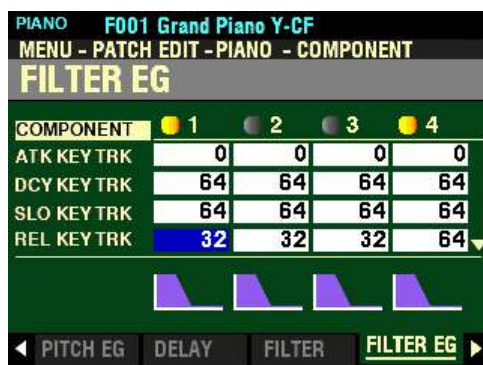 PIANO F001 Grand Piano Y-CF
MENU - PATCH EDIT - PIANO - COMPONENT
FILTER EG
COMPONENT 1 2 3 4
ATK KEY TRK 0 0 0 0
DCY KEY TRK 64 64 64 64
SLO KEY TRK 64 64 64 64
REL KEY TRK 32 32 32 64
PITCH EG DELAY FILTER FILTER EG